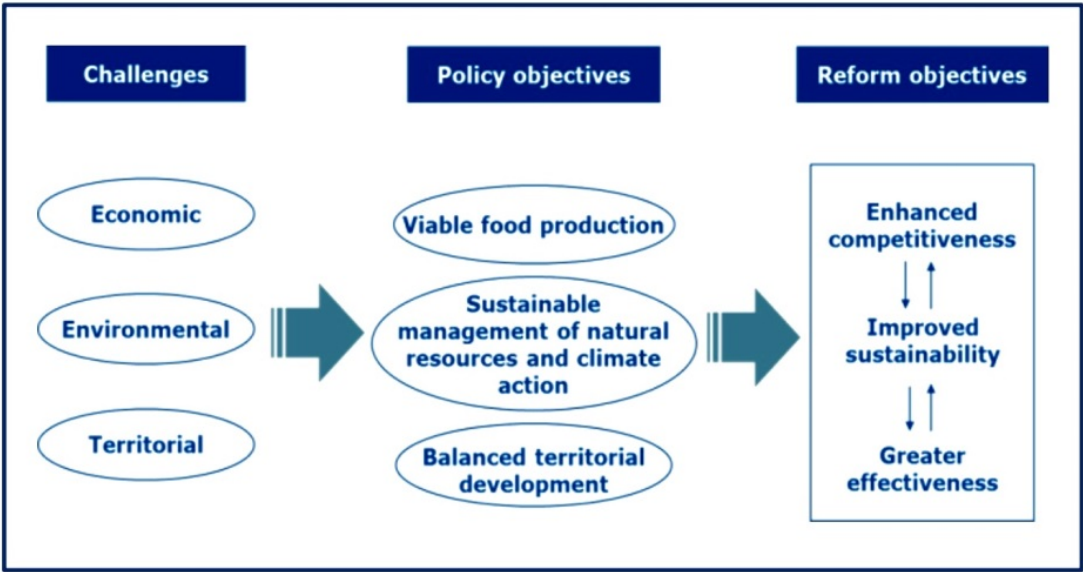 Challenges
Policy objectives
Reform objectives
Economic
Environmental
Territorial
Viable food production
Sustainable
management of natural
resources and climate
action
Balanced territorial
development
Enhanced
competitiveness
Improved
sustainability
Greater
effectiveness